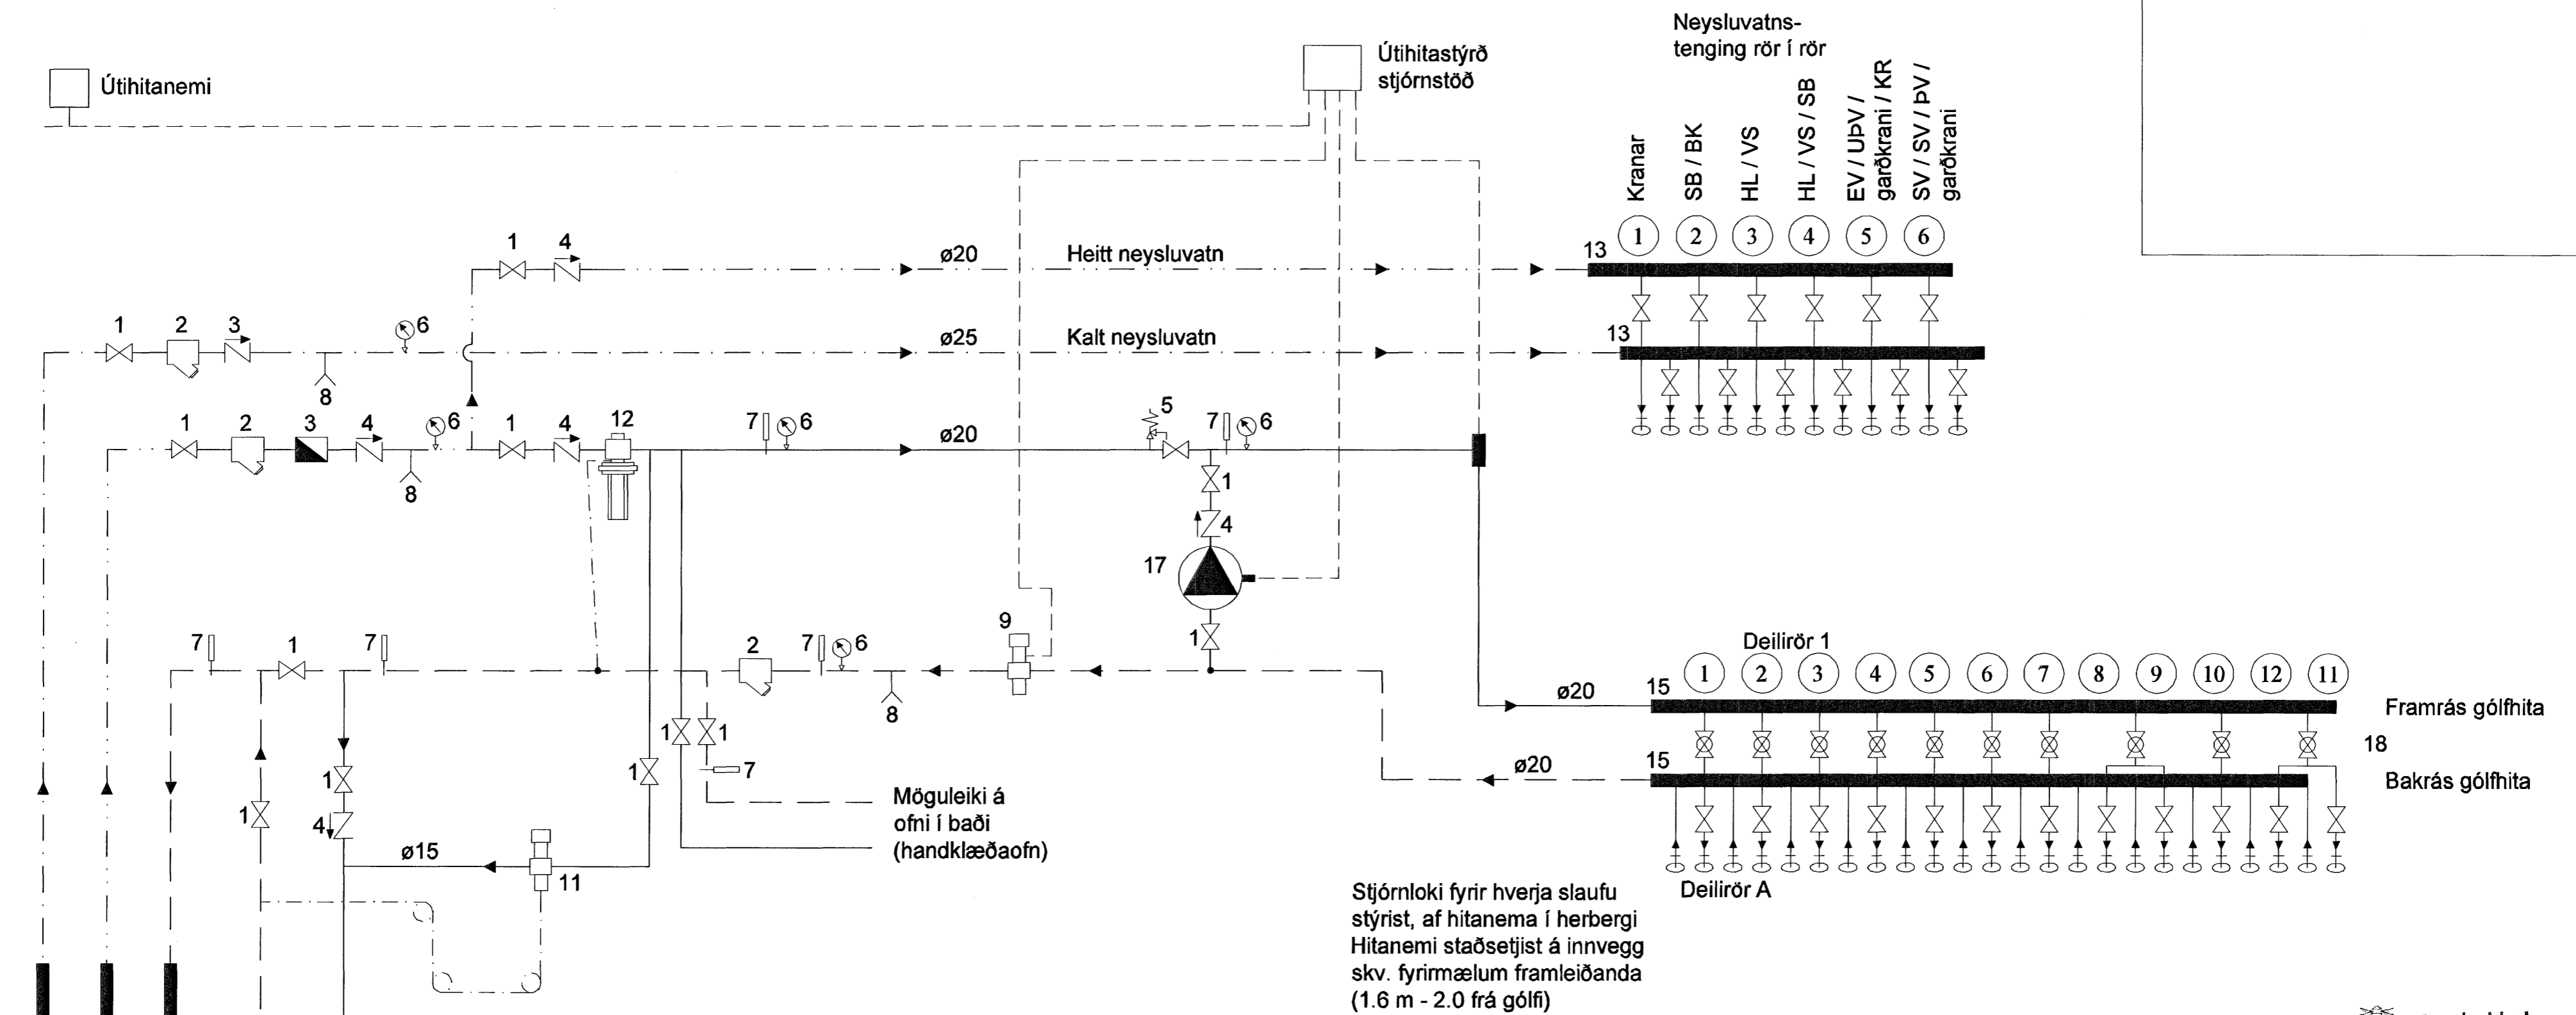 Útihitanemi
Útihitastýrð
stjórnstöð
Neysluvatns-
tenging rör í rör
Kranar
SB / BK
HL / VS
HL / VS / SB
EV / UÞV /
garðkrani / KR
SV / SV / ÞV /
garðkrani
1 2 3 4 5 6
1 4 ø20 Heitt neysluvatn 13
1 2 3 6 ø25 Kalt neysluvatn 13
8
1 2 3 4 6 1 4 12 7 6 ø20 5 7 6
8
1
4
17
1
7 1 7 2 7 6 9
8
Deilirör 1
1 2 3 4 5 6 7 8 9 10 12 11
ø20 15 Framrás gólfhita
18
ø20 15 Bakrás gólfhita
Deilirör A
1 1 1 1 1
7
4
Möguleiki á
ofni í baði
(handklæðaofn)
ø15
11
Stjórnloki fyrir hverja slaufu
stýrist, af hitanema í herbergi
Hitanemi staðsetjist á innvegg
skv. fyrirmælum framleiðanda
(1.6 m - 2.0 frá gólfi)